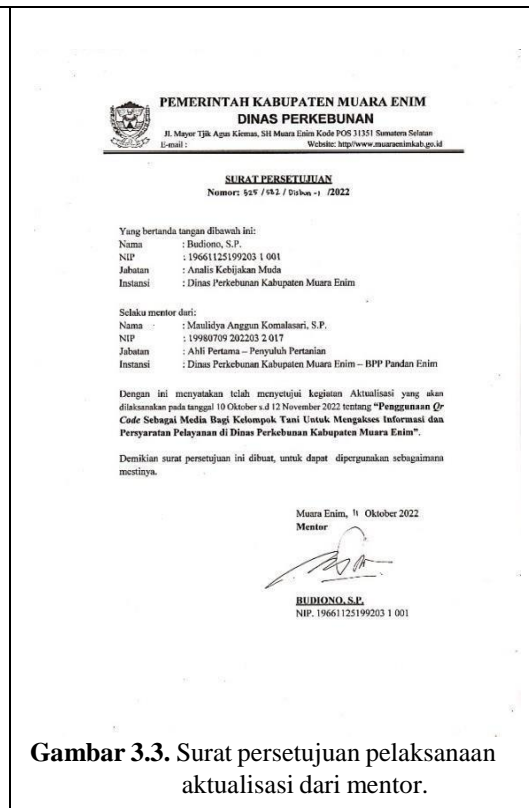 PEMERINTAH KABUPATEN MUARA ENIM
DINAS PERKEBUNAN
Jl. Mayor Tjik Agus Kiemas, SH Muara Enim Kode POS 31351 Sumatera Selatan
E-mail : Website: http//www.muaraenimkab.go.id
SURAT PERSETUJUAN
Nomor: 525 / 582 / Disbun -1 /2022
Yang bertanda tangan dibawah ini:
Nama : Budiono, S.P.
NIP : 19661125199203 1 001
Jabatan : Analis Kebijakan Muda
Instansi : Dinas Perkebunan Kabupaten Muara Enim
Selaku mentor dari:
Nama : Maulidya Anggun Komalasari, S.P.
NIP : 19980709 202203 2 017
Jabatan : Ahli Pertama – Penyuluh Pertanian
Instansi : Dinas Perkebunan Kabupaten Muara Enim – BPP Pandan Enim
Dengan ini menyatakan telah menyetujui kegiatan Aktualisasi yang akan
dilaksanakan pada tanggal 10 Oktober s.d 12 November 2022 tentang “Penggunaan Qr
Code Sebagai Media Bagi Kelompok Tani Untuk Mengakses Informasi dan
Persyaratan Pelayanan di Dinas Perkebunan Kabupaten Muara Enim”.
Demikian surat persetujuan ini dibuat, untuk dapat dipergunakan sebagaimana
mestinya.
Muara Enim, 11 Oktober 2022
Mentor
BUDIONO, S.P.
NIP. 19661125199203 1 001
Gambar 3.3. Surat persetujuan pelaksanaan
aktualisasi dari mentor.